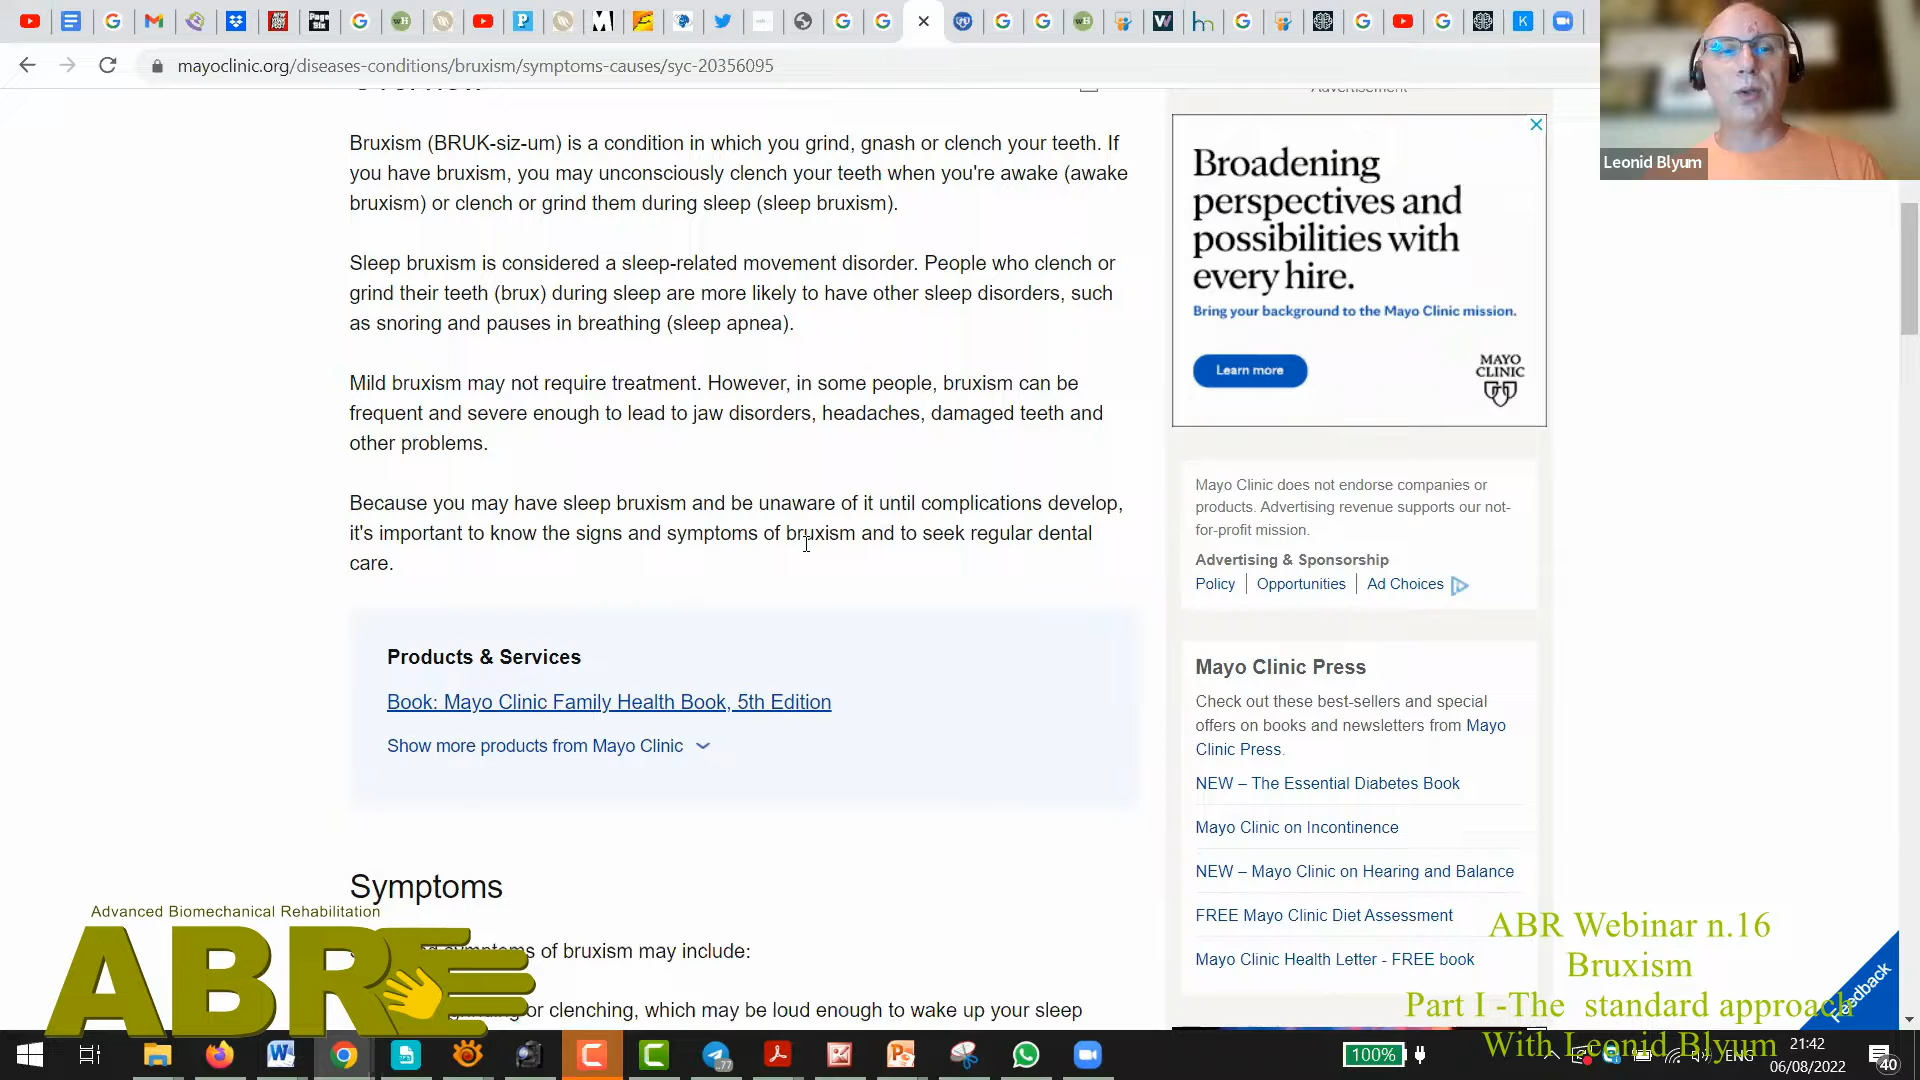 mayoclinic.org/diseases-conditions/bruxism/symptoms-causes/syc-20356095
Leonid Blyum
Overview
Advertisement
Bruxism (BRUK-siz-um) is a condition in which you grind, gnash or clench your teeth. If
you have bruxism, you may unconsciously clench your teeth when you're awake (awake
bruxism) or clench or grind them during sleep (sleep bruxism).
Sleep bruxism is considered a sleep-related movement disorder. People who clench or
grind their teeth (brux) during sleep are more likely to have other sleep disorders, such
as snoring and pauses in breathing (sleep apnea).
Mild bruxism may not require treatment. However, in some people, bruxism can be
frequent and severe enough to lead to jaw disorders, headaches, damaged teeth and
other problems.
Because you may have sleep bruxism and be unaware of it until complications develop,
it's important to know the signs and symptoms of bruxism and to seek regular dental
care.
Products & Services
Book: Mayo Clinic Family Health Book, 5th Edition
Show more products from Mayo Clinic
Symptoms
symptoms of bruxism may include:
or clenching, which may be loud enough to wake up your sleep
Broadening
perspectives and
possibilities with
every hire.
Bring your background to the Mayo Clinic mission.
Learn more
MAYO
CLINIC
Mayo Clinic does not endorse companies or
products. Advertising revenue supports our not-
for-profit mission.
Advertising & Sponsorship
Policy
Opportunities
Ad Choices
Mayo Clinic Press
Check out these best-sellers and special
offers on books and newsletters from Mayo
Clinic Press.
NEW – The Essential Diabetes Book
Mayo Clinic on Incontinence
NEW – Mayo Clinic on Hearing and Balance
FREE Mayo Clinic Diet Assessment
Mayo Clinic Health Letter - FREE book
Feedback
Advanced Biomechanical Rehabilitation
ABR
ABR Webinar n.16
Bruxism
Part I -The standard approach
With Leonid Blyum
100%
ENG
21:42
06/08/2022
40